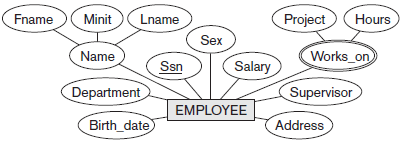 Fname
Minit
Lname
Project
Hours
Name
Sex
Works_on
Ssn
Salary
Department
Supervisor
EMPLOYEE
Birth_date
Address